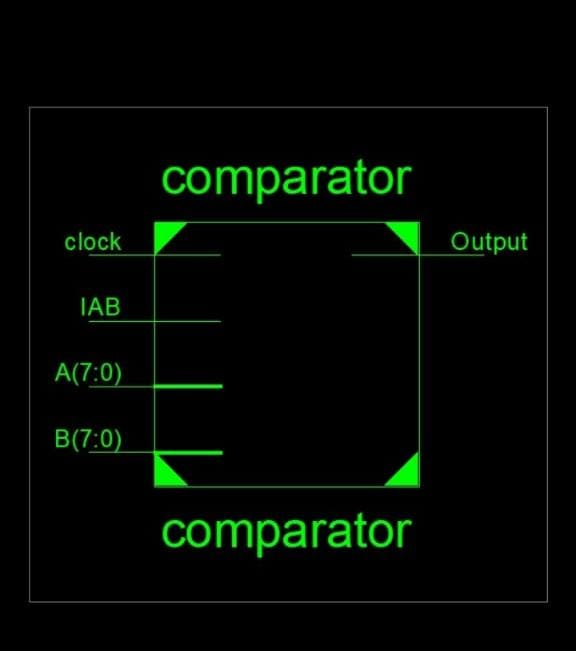 comparator
clock
Output
IAB
A(7:0)
B(7:0)
comparator